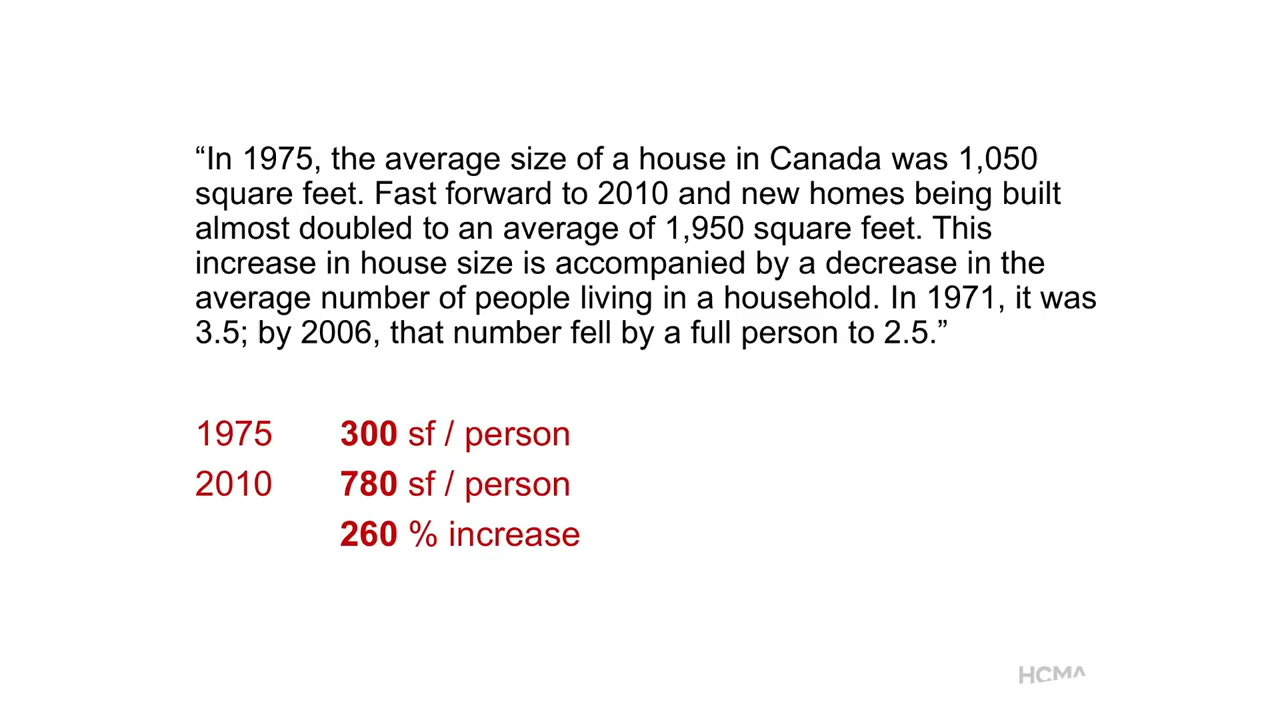 “In 1975, the average size of a house in Canada was 1,050
square feet. Fast forward to 2010 and new homes being built
almost doubled to an average of 1,950 square feet. This
increase in house size is accompanied by a decrease in the
average number of people living in a household. In 1971, it was
3.5; by 2006, that number fell by a full person to 2.5.”
1975 300 sf / person
2010 780 sf / person
260 % increase
HCMA